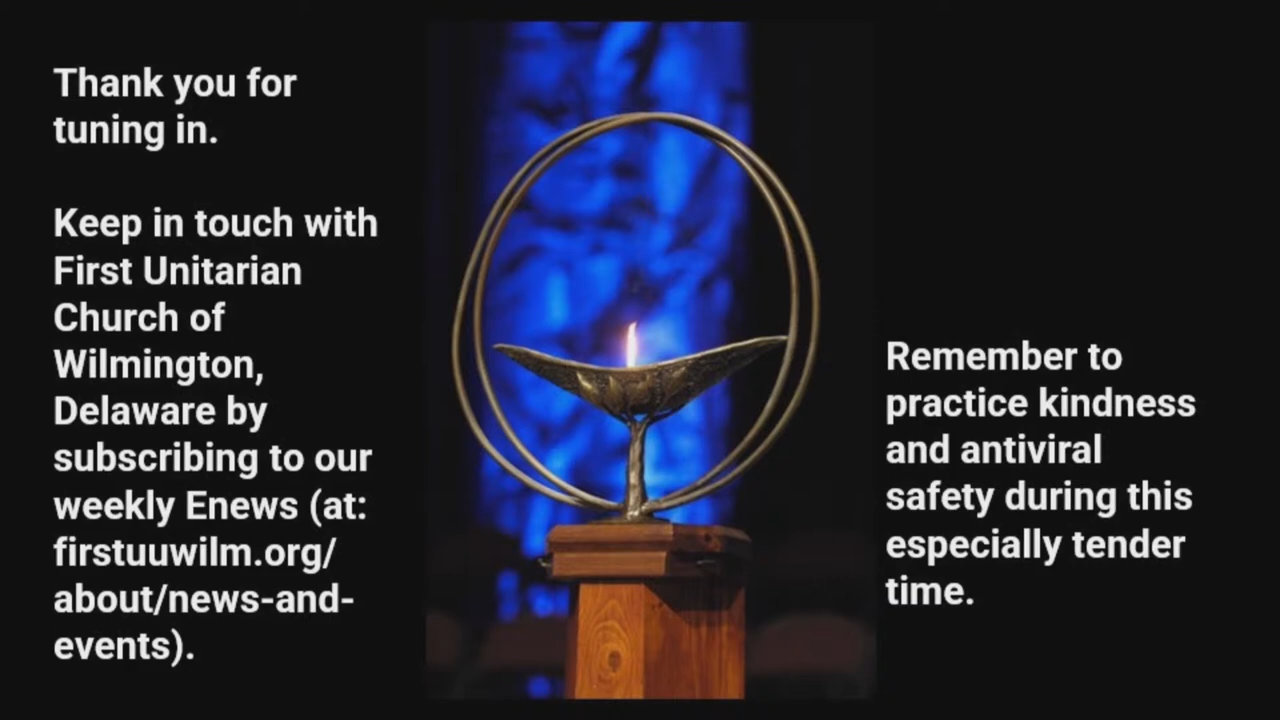 Thank you for
tuning in.
Keep in touch with
First Unitarian
Church of
Wilmington,
Delaware by
subscribing to our
weekly Enews (at:
firstuuwilm.org/
about/news-and-
events).
Remember to
practice kindness
and antiviral
safety during this
especially tender
time.